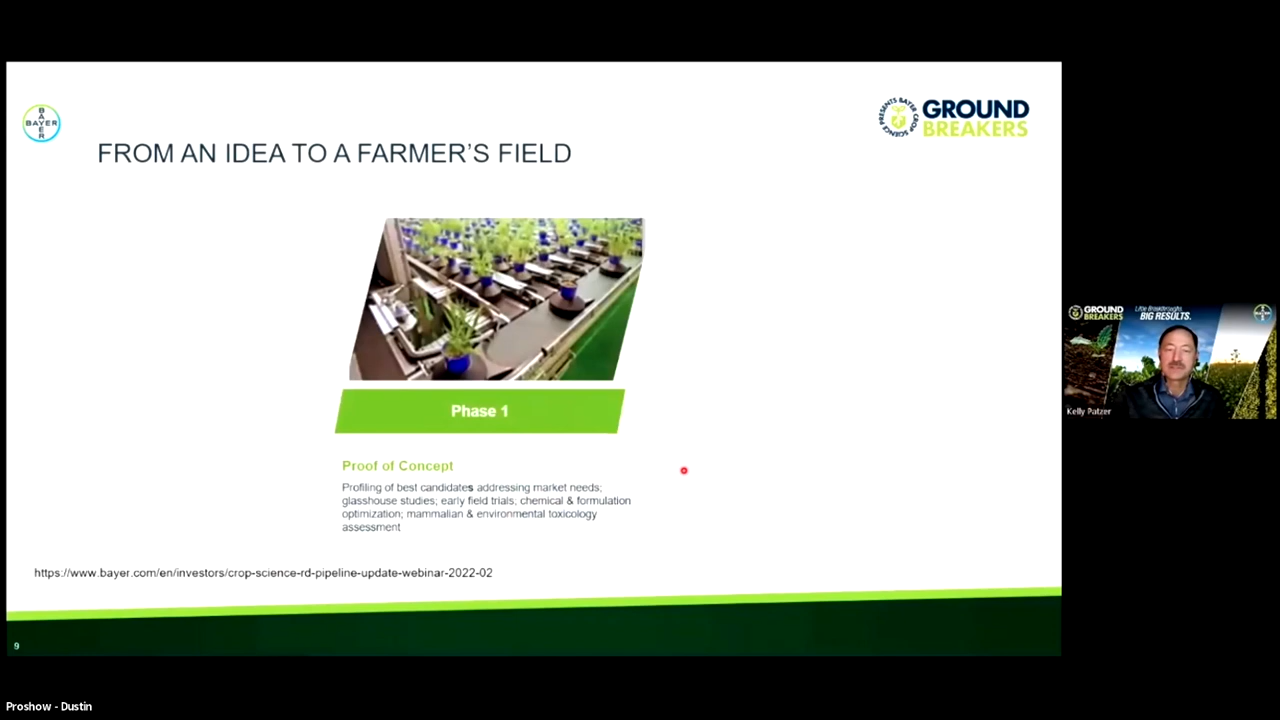 BAYER
BAYER
PRESENTS BAYER CROP SCIENCE
GROUND
BREAKERS
FROM AN IDEA TO A FARMER'S FIELD
Phase 1
Proof of Concept
Profiling of best candidates addressing market needs;
glasshouse studies; early field trials; chemical & formulation
optimization; mammalian & environmental toxicology
assessment
https://www.bayer.com/en/investors/crop-science-rd-pipeline-update-webinar-2022-02
9
GROUND
BREAKERS
Little Breakthroughs.
BIG RESULTS.
Kelly Patzer
Proshow - Dustin